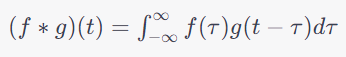 (f ∗ g)(t) = ∫_{−∞}^{∞} f(τ)g(t − τ)dτ